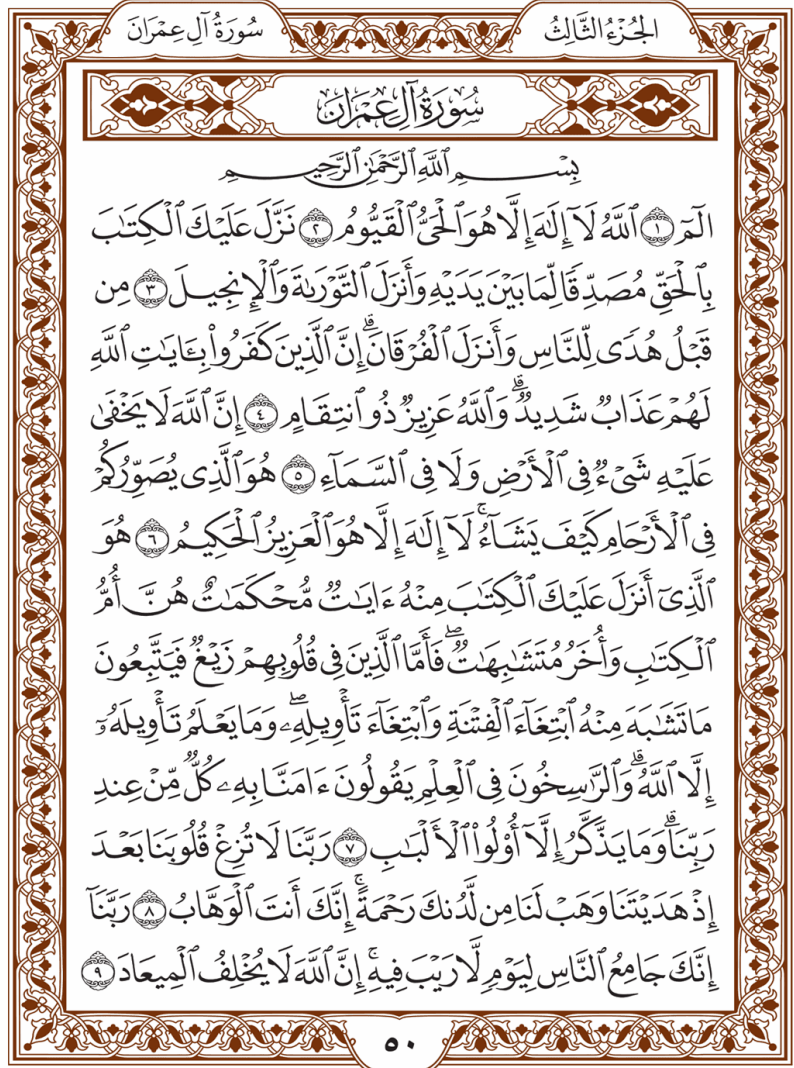 الجُزْءُ الثَّالِثُ
سُورَةُ آلِ عِمْرَانَ
سُورَةُ آلِ عِمْرَانَ
بِسْمِ ٱللَّهِ ٱلرَّحْمَٰنِ ٱلرَّحِيمِ
الٓمٓ ١ ٱللَّهُ لَآ إِلَٰهَ إِلَّا هُوَ ٱلْحَىُّ ٱلْقَيُّومُ ٢ نَزَّلَ عَلَيْكَ ٱلْكِتَٰبَ
بِٱلْحَقِّ مُصَدِّقًا لِّمَا بَيْنَ يَدَيْهِ وَأَنزَلَ ٱلتَّوْرَىٰةَ وَٱلْإِنجِيلَ ٣ مِن
قَبْلُ هُدًى لِّلنَّاسِ وَأَنزَلَ ٱلْفُرْقَانَۗ إِنَّ ٱلَّذِينَ كَفَرُوا۟ بِـَٔايَٰتِ ٱللَّهِ
لَهُمْ عَذَابٌ شَدِيدٌۗ وَٱللَّهُ عَزِيزٌ ذُو ٱنتِقَامٍ ٤ إِنَّ ٱللَّهَ لَا يَخْفَىٰ
عَلَيْهِ شَىْءٌ فِى ٱلْأَرْضِ وَلَا فِى ٱلسَّمَآءِ ٥ هُوَ ٱلَّذِى يُصَوِّرُكُمْ
فِى ٱلْأَرْحَامِ كَيْفَ يَشَآءُۚ لَآ إِلَٰهَ إِلَّا هُوَ ٱلْعَزِيزُ ٱلْحَكِيمُ ٦ هُوَ
ٱلَّذِىٓ أَنزَلَ عَلَيْكَ ٱلْكِتَٰبَ مِنْهُ ءَايَٰتٌ مُّحْكَمَٰتٌ هُنَّ أُمُّ
ٱلْكِتَٰبِ وَأُخَرُ مُتَشَٰبِهَٰتٌۖ فَأَمَّا ٱلَّذِينَ فِى قُلُوبِهِمْ زَيْغٌ فَيَتَّبِعُونَ
مَا تَشَٰبَهَ مِنْهُ ٱبْتِغَآءَ ٱلْفِتْنَةِ وَٱبْتِغَآءَ تَأْوِيلِهِۦۖ وَمَا يَعْلَمُ تَأْوِيلَهُۥٓ
إِلَّا ٱللَّهُۗ وَٱلرَّٰسِخُونَ فِى ٱلْعِلْمِ يَقُولُونَ ءَامَنَّا بِهِۦ كُلٌّ مِّنْ عِندِ
رَبِّنَاۗ وَمَا يَذَّكَّرُ إِلَّآ أُو۟لُوا۟ ٱلْأَلْبَٰبِ ٧ رَبَّنَا لَا تُزِغْ قُلُوبَنَا بَعْدَ
إِذْ هَدَيْتَنَا وَهَبْ لَنَا مِن لَّدُنكَ رَحْمَةًۚ إِنَّكَ أَنتَ ٱلْوَهَّابُ ٨ رَبَّنَآ
إِنَّكَ جَامِعُ ٱلنَّاسِ لِيَوْمٍ لَّا رَيْبَ فِيهِۚ إِنَّ ٱللَّهَ لَا يُخْلِفُ ٱلْمِيعَادَ ٩
٥٠